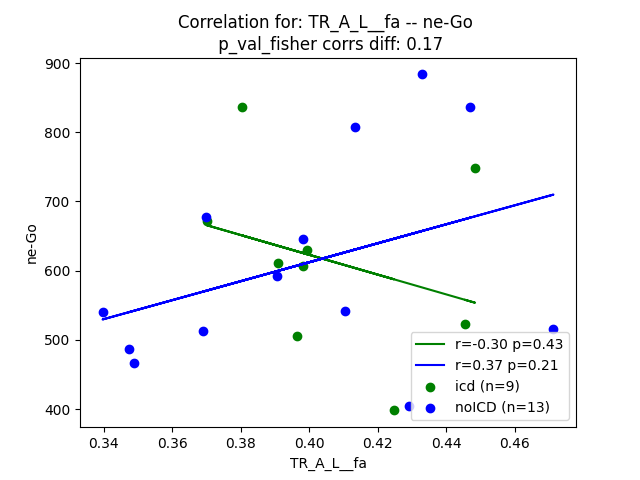 Correlation for: TR_A_L__fa -- ne-Go
p_val_fisher corrs diff: 0.17
900
800
700
600
500
400
ne-Go
0.34 0.36 0.38 0.40 0.42 0.44 0.46
TR_A_L__fa
r=-0.30 p=0.43
r=0.37 p=0.21
icd (n=9)
noICD (n=13)